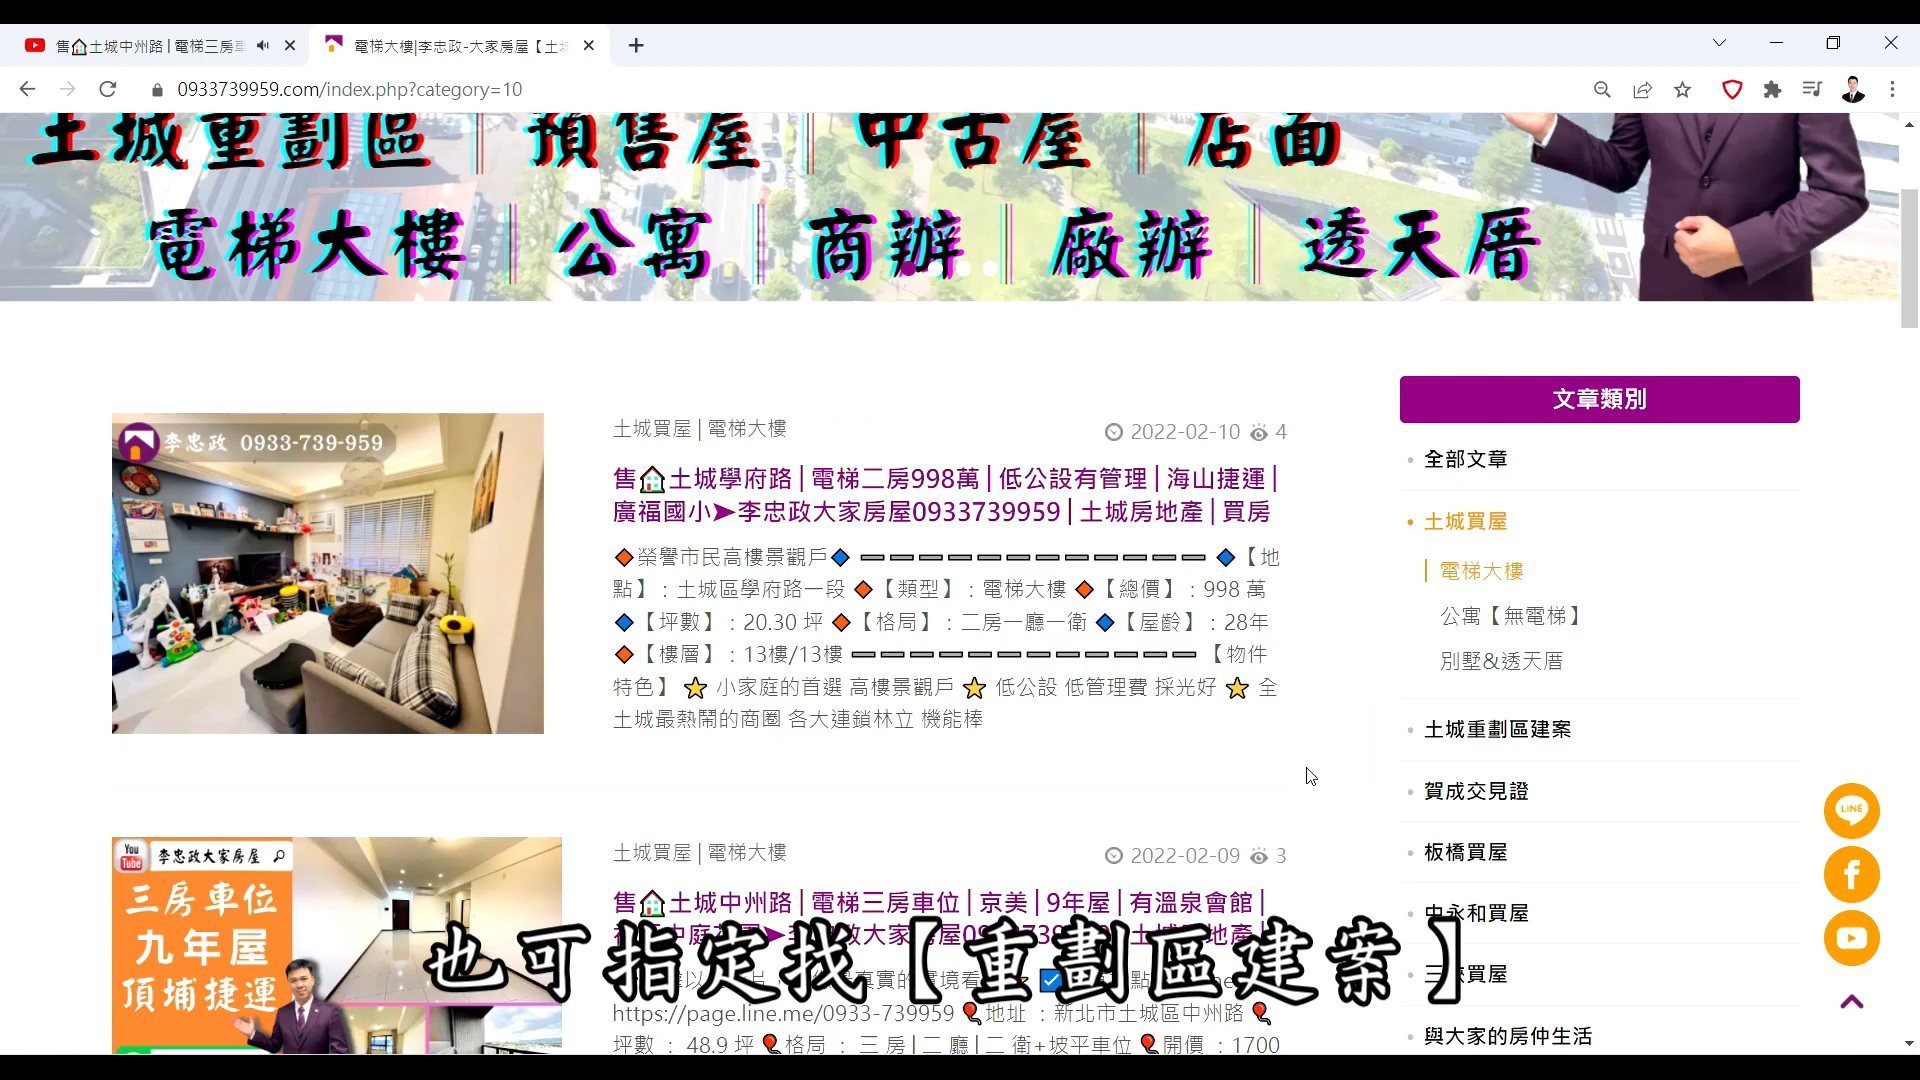 售🏠土城中州路 | 電梯三房車
電梯大樓|李忠政-大家房屋【土
0933739959.com/index.php?category=10
土城重劃區｜預售屋｜中古屋｜店面
電梯大樓｜公寓｜商辦｜廠辦｜透天厝
李忠政 0933-739-959
土城買屋 | 電梯大樓
2022-02-10 4
售🏠土城學府路 | 電梯二房998萬 | 低公設有管理 | 海山捷運 |
廣福國小➤李忠政大家房屋0933739959 | 土城房地產 | 買房
🔶榮譽市民高樓景觀戶🔷 ➖➖➖➖➖➖➖➖➖➖➖➖ 🔷【地
點】：土城區學府路一段 🔶【類型】：電梯大樓 🔶【總價】：998 萬
🔷【坪數】：20.30 坪 🔶【格局】：二房一廳一衛 🔷【屋齡】：28年
🔶【樓層】：13樓/13樓 ➖➖➖➖➖➖➖➖➖➖➖➖ 【物件
特色】 ⭐ 小家庭的首選 高樓景觀戶 ⭐ 低公設 低管理費 採光好 ⭐ 全
土城最熱鬧的商圈 各大連鎖林立 機能棒
You Tube 李忠政大家房屋
三房車位
九年屋
頂埔捷運
土城買屋 | 電梯大樓
2022-02-09 3
售🏠土城中州路 | 電梯三房車位 | 京美 | 9年屋 | 有溫泉會館 |
https://page.line.me/0933-739959 🎈地址 : 新北市土城區中州路 🎈
坪數 : 48.9 坪 🎈格局 : 三 房 | 二 廳 | 二 衛+坡平車位 🎈開價 : 1700
文章類別
全部文章
土城買屋
電梯大樓
公寓【無電梯】
別墅&透天厝
土城重劃區建案
賀成交見證
板橋買屋
中永和買屋
三峽買屋
與大家的房仲生活
LINE
也可指定找【重劃區建案】